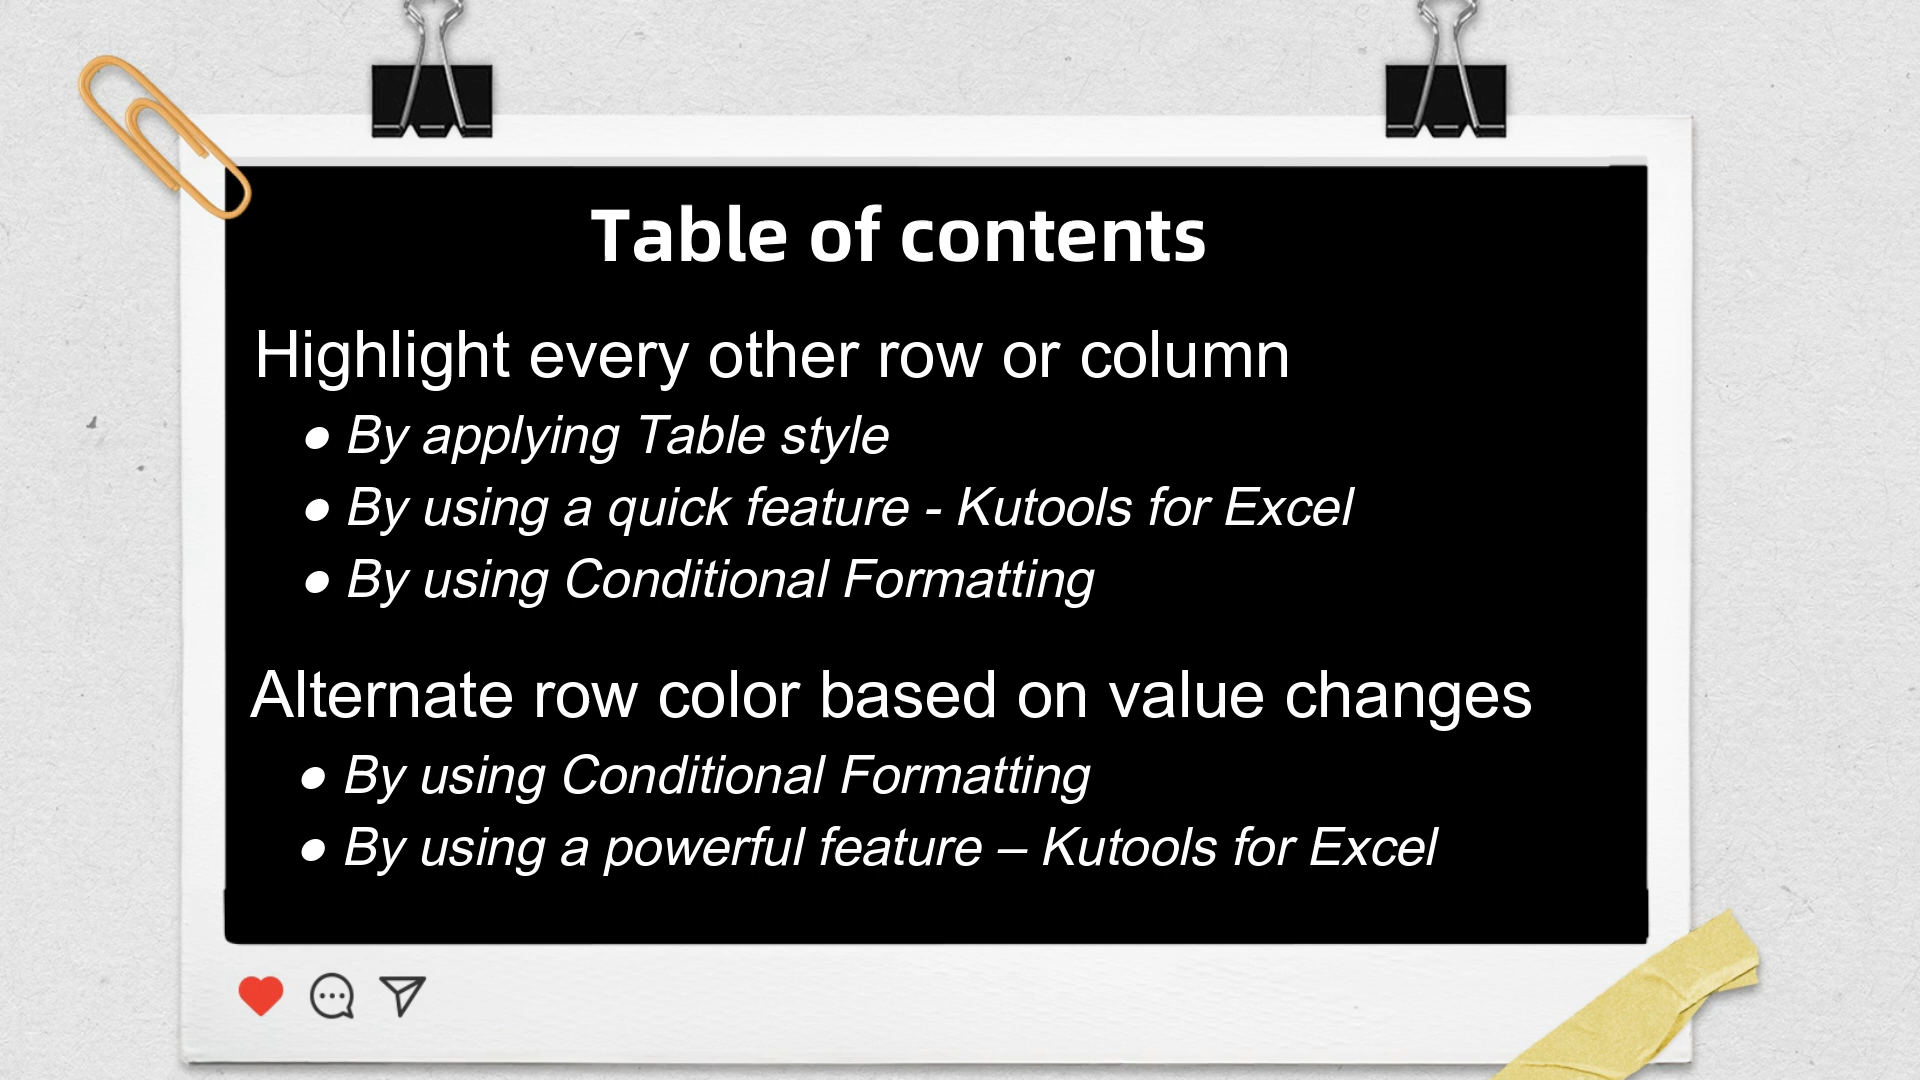 Table of contents
Highlight every other row or column
● By applying Table style
● By using a quick feature - Kutools for Excel
● By using Conditional Formatting
Alternate row color based on value changes
● By using Conditional Formatting
● By using a powerful feature – Kutools for Excel